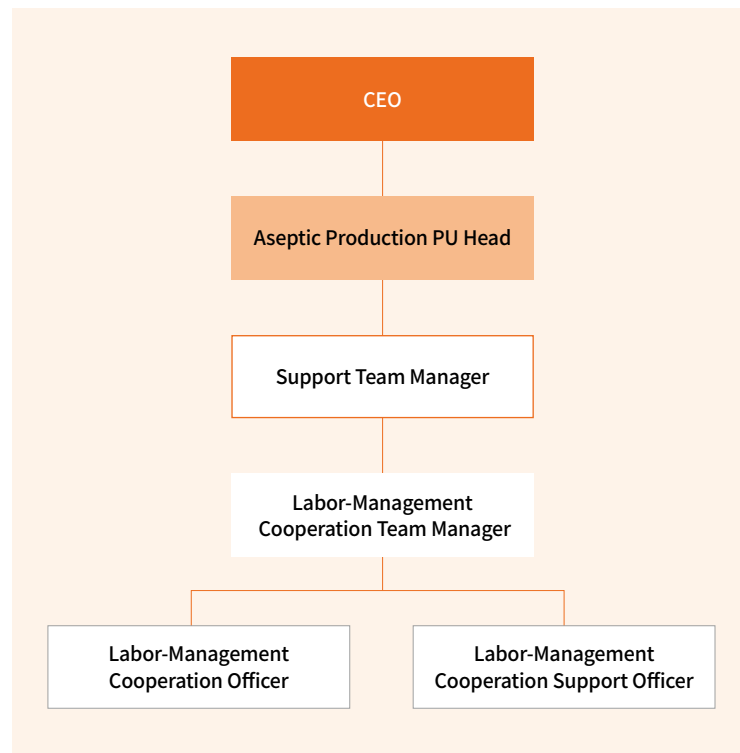 CEO
Aseptic Production PU Head
Support Team Manager
Labor-Management
Cooperation Team Manager
Labor-Management
Cooperation Officer
Labor-Management
Cooperation Support Officer